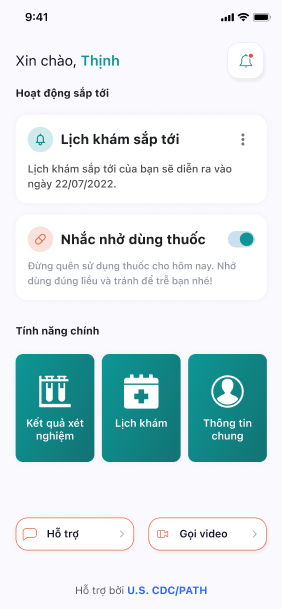 9:41
Xin chào, Thịnh
Hoạt động sắp tới
Lịch khám sắp tới
Lịch khám sắp tới của bạn sẽ diễn ra vào
ngày 22/07/2022.
Nhắc nhở dùng thuốc
Đừng quên sử dụng thuốc cho hôm nay. Nhớ
dùng đúng liều và tránh để trễ bạn nhé!
Tính năng chính
Kết quả xét
nghiệm
Lịch khám
Thông tin
chung
Hỗ trợ
Gọi video
Hỗ trợ bởi U.S. CDC/PATH